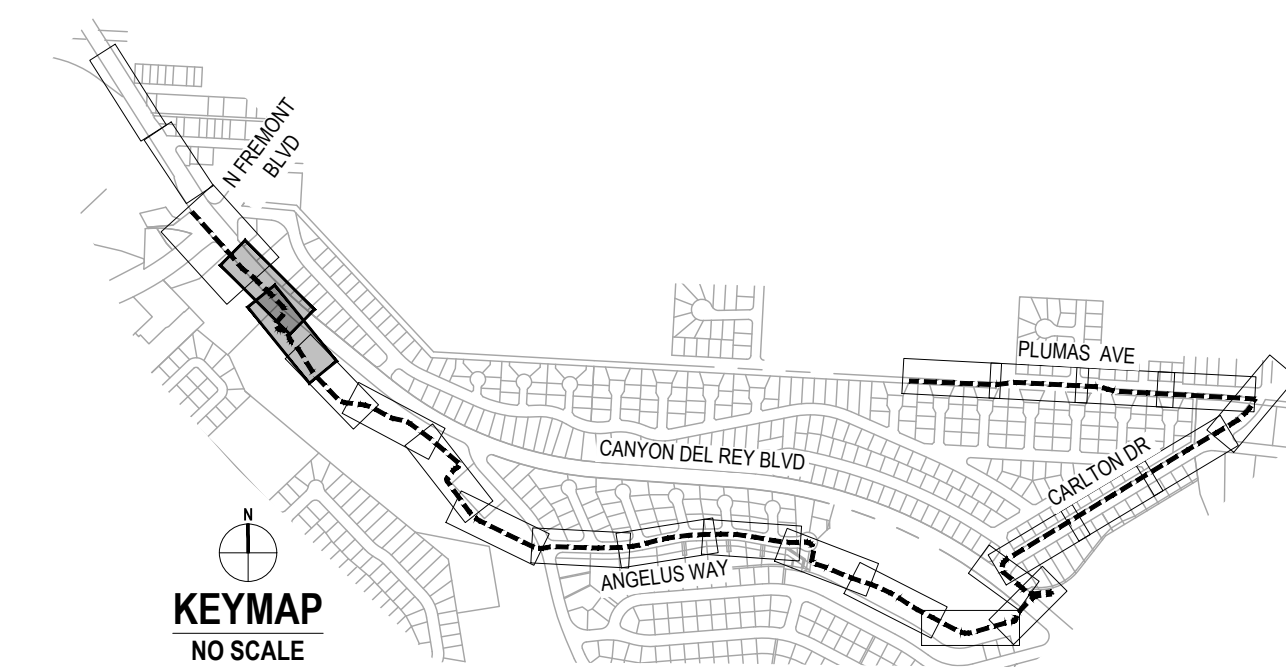 N FREMONT
BLVD
PLUMAS AVE
CANYON DEL REY BLVD
CARLTON DR
ANGELUS WAY
N
KEYMAP
NO SCALE